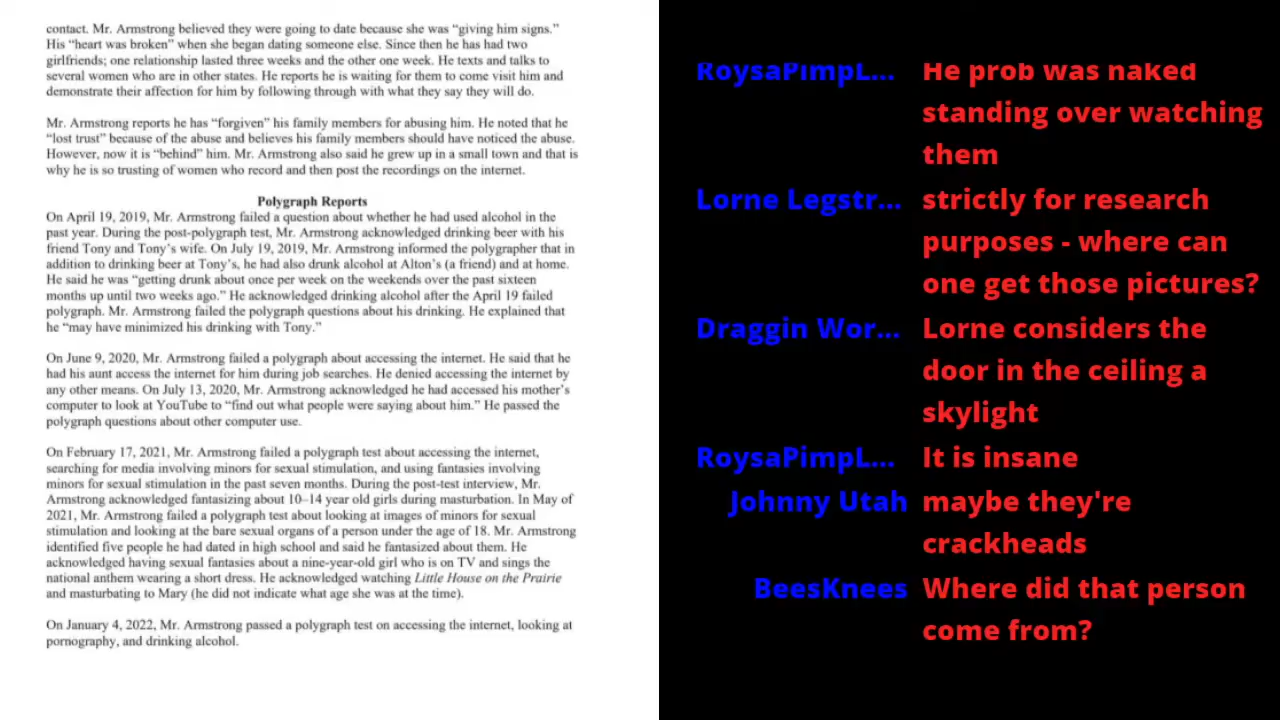 contact. Mr. Armstrong believed they were going to date because she was “giving him signs.”
His “heart was broken” when she began dating someone else. Since then he has had two
girlfriends; one relationship lasted three weeks and the other one week. He texts and talks to
several women who are in other states. He reports he is waiting for them to come visit him and
demonstrate their affection for him by following through with what they say they will do.
Mr. Armstrong reports he has “forgiven” his family members for abusing him. He noted that he
“lost trust” because of the abuse and believes his family members should have noticed the abuse.
However, now it is “behind” him. Mr. Armstrong also said he grew up in a small town and that is
why he is so trusting of women who record and then post the recordings on the internet.
Polygraph Reports
On April 19, 2019, Mr. Armstrong failed a question about whether he had used alcohol in the
past year. During the post-polygraph test, Mr. Armstrong acknowledged drinking beer with his
friend Tony and Tony’s wife. On July 19, 2019, Mr. Armstrong informed the polygrapher that in
addition to drinking beer at Tony’s, he had also drunk alcohol at Alton’s (a friend) and at home.
He said he was “getting drunk about once per week on the weekends over the past sixteen
months up until two weeks ago.” He acknowledged drinking alcohol after the April 19 failed
polygraph. Mr. Armstrong failed the polygraph questions about his drinking. He explained that
he “may have minimized his drinking with Tony.”
On June 9, 2020, Mr. Armstrong failed a polygraph about accessing the internet. He said that he
had his aunt access the internet for him during job searches. He denied accessing the internet by
any other means. On July 13, 2020, Mr. Armstrong acknowledged he had accessed his mother’s
computer to look at YouTube to “find out what people were saying about him.” He passed the
polygraph questions about other computer use.
On February 17, 2021, Mr. Armstrong failed a polygraph test about accessing the internet,
searching for media involving minors for sexual stimulation, and using fantasies involving
minors for sexual stimulation in the past seven months. During the post-test interview, Mr.
Armstrong acknowledged fantasizing about 10–14 year old girls during masturbation. In May of
2021, Mr. Armstrong failed a polygraph test about looking at images of minors for sexual
stimulation and looking at the bare sexual organs of a person under the age of 18. Mr. Armstrong
identified five people he had dated in high school and said he fantasized about them. He
acknowledged having sexual fantasies about a nine-year-old girl who is on TV and sings the
national anthem wearing a short dress. He acknowledged watching Little House on the Prairie
and masturbating to Mary (he did not indicate what age she was at the time).
On January 4, 2022, Mr. Armstrong passed a polygraph test on accessing the internet, looking at
pornography, and drinking alcohol.
RoysaPimpL... He prob was naked
standing over watching
them
Lorne Legstr... strictly for research
purposes - where can
one get those pictures?
Draggin Wor... Lorne considers the
door in the ceiling a
skylight
RoysaPimpL... It is insane
Johnny Utah maybe they're
crackheads
BeesKnees Where did that person
come from?